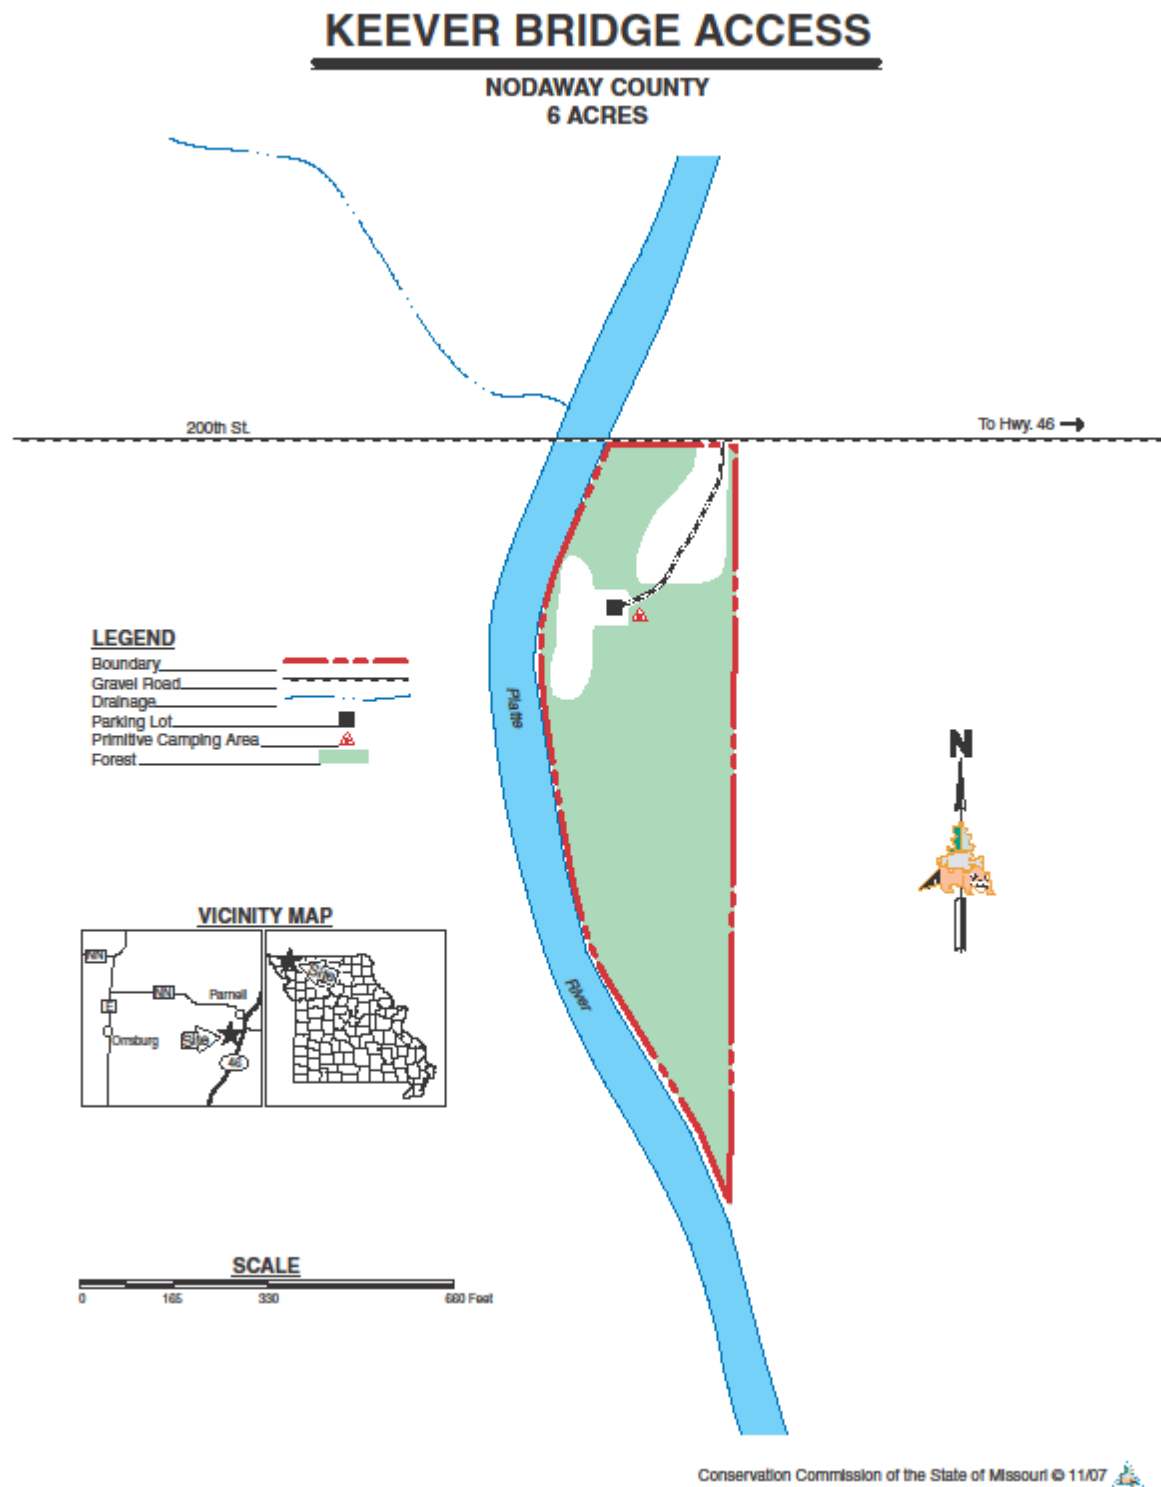 KEEVER BRIDGE ACCESS
NODAWAY COUNTY
6 ACRES
200th St.
To Hwy. 46
LEGEND
Boundary
Gravel Road
Drainage
Parking Lot
Primitive Camping Area
Forest
Platte
River
N
VICINITY MAP
NN
NN
E
Parnell
Orrsburg
Site
46
Site
SCALE
0 165 330 660 Feet
Conservation Commission of the State of Missouri © 11/07